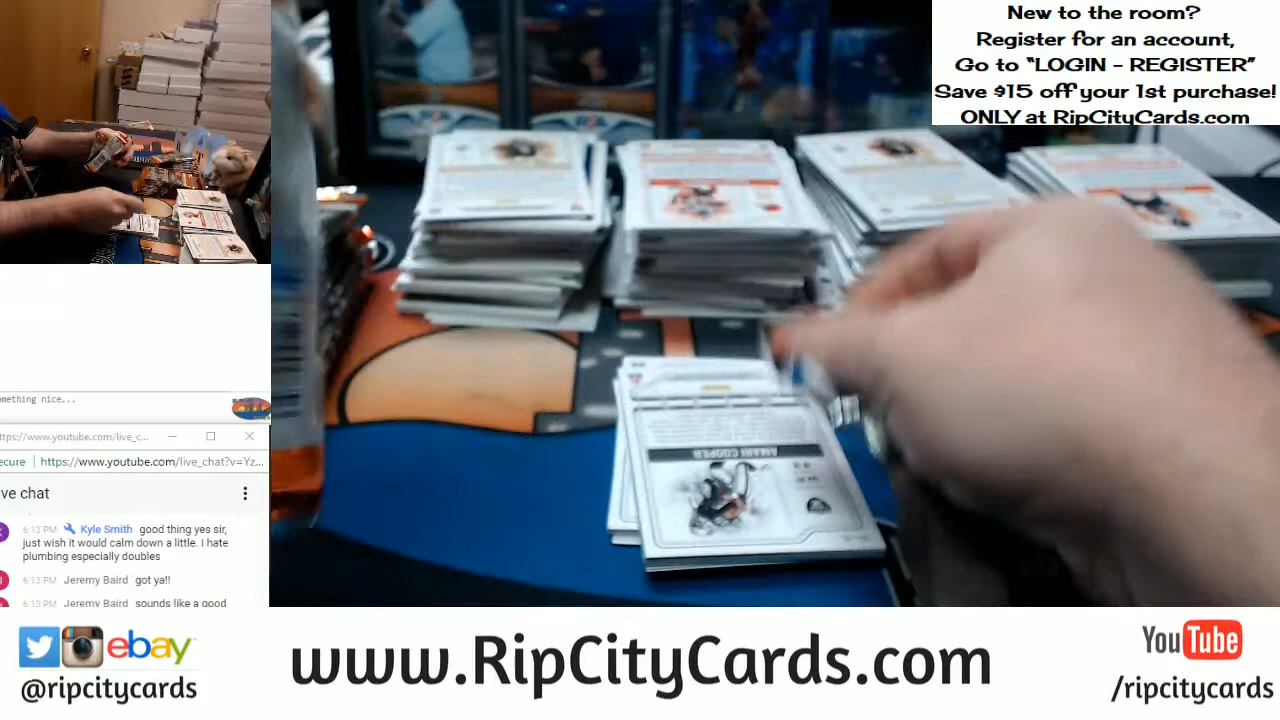 New to the room?
Register for an account,
Go to “LOGIN - REGISTER”
Save $15 off your 1st purchase!
ONLY at RipCityCards.com
AMARI COOPER
omething nice...
ttps://www.youtube.com/live_c...
ecure | https://www.youtube.com/live_chat?v=Yz...
ve chat
6:13 PM Kyle Smith good thing yes sir,
just wish it would calm down a little. I hate
plumbing especially doubles
6:13 PM Jeremy Baird got ya!!
6:13 PM Jeremy Baird sounds like a good
ebay
@ripcitycards
www.RipCityCards.com
YouTube
/ripcitycards